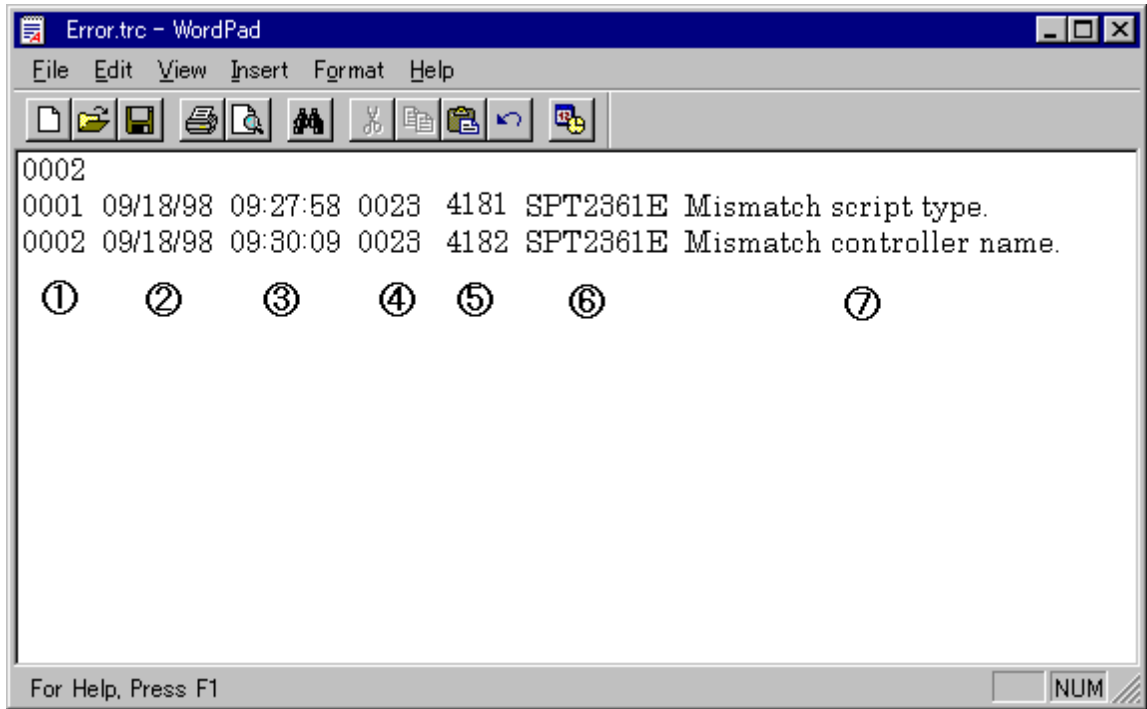 Error.trc - WordPad
File Edit View Insert Format Help
0002
0001 09/18/98 09:27:58 0023 4181 SPT2361E Mismatch script type.
0002 09/18/98 09:30:09 0023 4182 SPT2361E Mismatch controller name.
① ② ③ ④ ⑤ ⑥ ⑦
For Help, Press F1 NUM